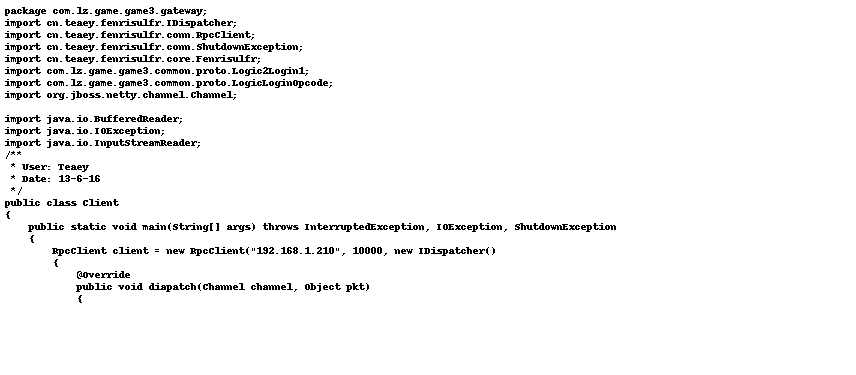 package com.lz.game.game3.gateway;
import cn.teaey.fenrisulfr.IDispatcher;
import cn.teaey.fenrisulfr.conn.RpcClient;
import cn.teaey.fenrisulfr.conn.ShutdownException;
import cn.teaey.fenrisulfr.core.Fenrisulfr;
import com.lz.game.game3.common.proto.Logic2Login1;
import com.lz.game.game3.common.proto.LogicLoginOpcode;
import org.jboss.netty.channel.Channel;

import java.io.BufferedReader;
import java.io.IOException;
import java.io.InputStreamReader;
/**
 * User: Teaey
 * Date: 13-6-16
 */
public class Client
{
    public static void main(String[] args) throws InterruptedException, IOException, ShutdownException
    {
        RpcClient client = new RpcClient("192.168.1.210", 10000, new IDispatcher()
        {
            @Override
            public void dispatch(Channel channel, Object pkt)
            {